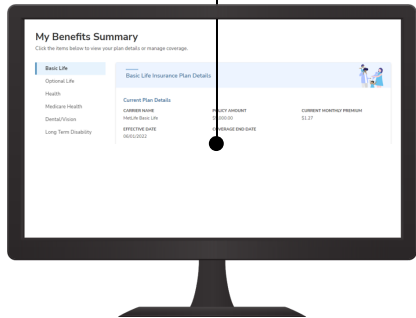 My Benefits Summary
Click the items below to view your plan details or manage coverage.
Basic Life
Optional Life
Health
Medicare Health
Dental/Vision
Long Term Disability
Basic Life Insurance Plan Details
Current Plan Details
CARRIER NAME
MetLife Basic Life
POLICY AMOUNT
CURRENT MONTHLY PREMIUM
$1.27
EFFECTIVE DATE
COVERAGE END DATE